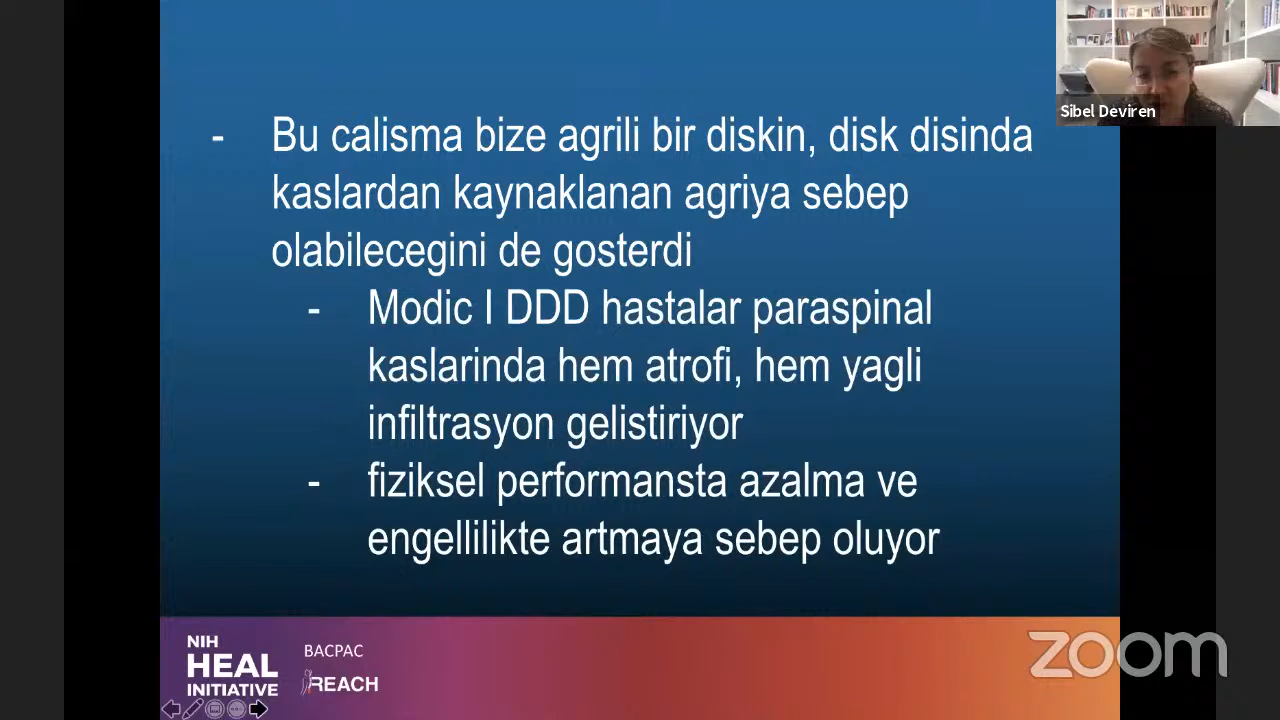 Sibel Deviren
- Bu calisma bize agrili bir diskin, disk disinda
kaslardan kaynaklanan agriya sebep
olabilecegini de gosterdi
- Modic I DDD hastalar paraspinal
kaslarinda hem atrofi, hem yagli
infiltrasyon gelistiriyor
- fiziksel performansta azalma ve
engellilikte artmaya sebep oluyor
NIH
HEAL
INITIATIVE
BACPAC
REACH
zoom